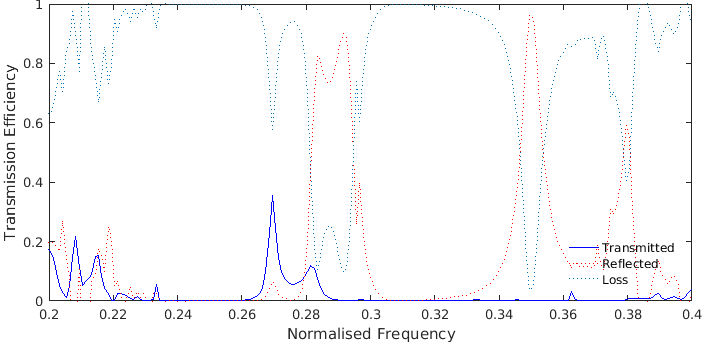 1
0.8
0.6
0.4
0.2
0
Transmission Efficiency
Transmitted
Reflected
Loss
0.2 0.22 0.24 0.26 0.28 0.3 0.32 0.34 0.36 0.38 0.4
Normalised Frequency